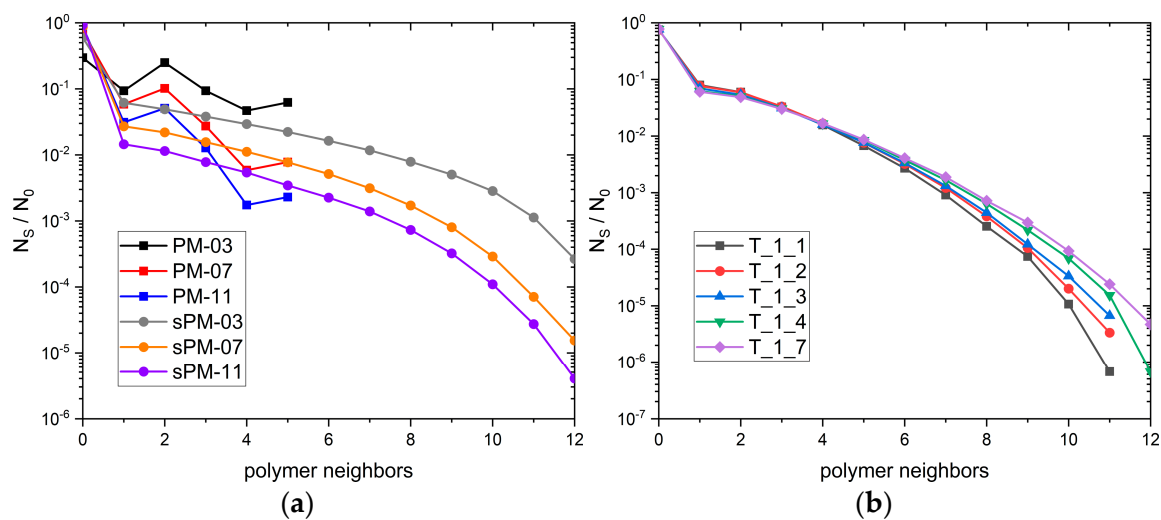 10^0
10^-1
10^-2
10^-3
10^-4
10^-5
10^-6
N_S / N_0
PM-03
PM-07
PM-11
sPM-03
sPM-07
sPM-11
0 2 4 6 8 10 12
polymer neighbors
(a)
10^0
10^-1
10^-2
10^-3
10^-4
10^-5
10^-6
10^-7
N_S / N_0
T_1_1
T_1_2
T_1_3
T_1_4
T_1_7
0 2 4 6 8 10 12
polymer neighbors
(b)